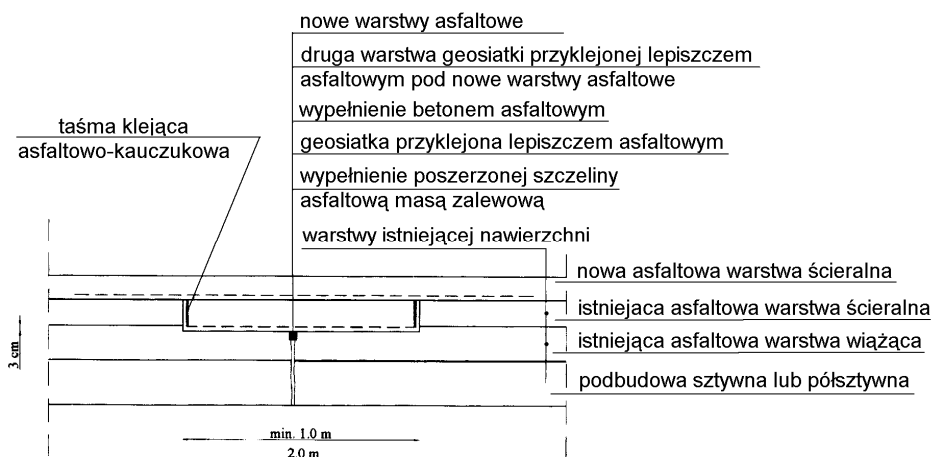 nowe warstwy asfaltowe
druga warstwa geosiatki przyklejonej lepiszczem
asfaltowym pod nowe warstwy asfaltowe
wypełnienie betonem asfaltowym
taśma klejąca
asfaltowo-kauczukowa
geosiatka przyklejona lepiszczem asfaltowym
wypełnienie poszerzonej szczeliny
asfaltową masą zalewową
warstwy istniejącej nawierzchni
nowa asfaltowa warstwa ścieralna
istniejaca asfaltowa warstwa ścieralna
istniejąca asfaltowa warstwa wiążąca
3 cm
podbudowa sztywna lub półsztywna
min. 1.0 m
2.0 m